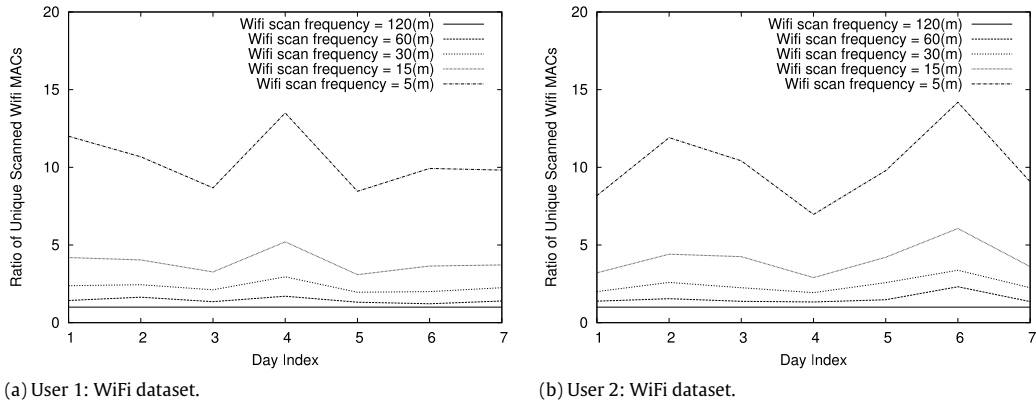 Ratio of Unique Scanned Wifi MACs
20
15
10
5
0
Wifi scan frequency = 120(m)
Wifi scan frequency = 60(m)
Wifi scan frequency = 30(m)
Wifi scan frequency = 15(m)
Wifi scan frequency = 5(m)
1 2 3 4 5 6 7
Day Index
(a) User 1: WiFi dataset.
Ratio of Unique Scanned Wifi MACs
20
15
10
5
0
Wifi scan frequency = 120(m)
Wifi scan frequency = 60(m)
Wifi scan frequency = 30(m)
Wifi scan frequency = 15(m)
Wifi scan frequency = 5(m)
1 2 3 4 5 6 7
Day Index
(b) User 2: WiFi dataset.